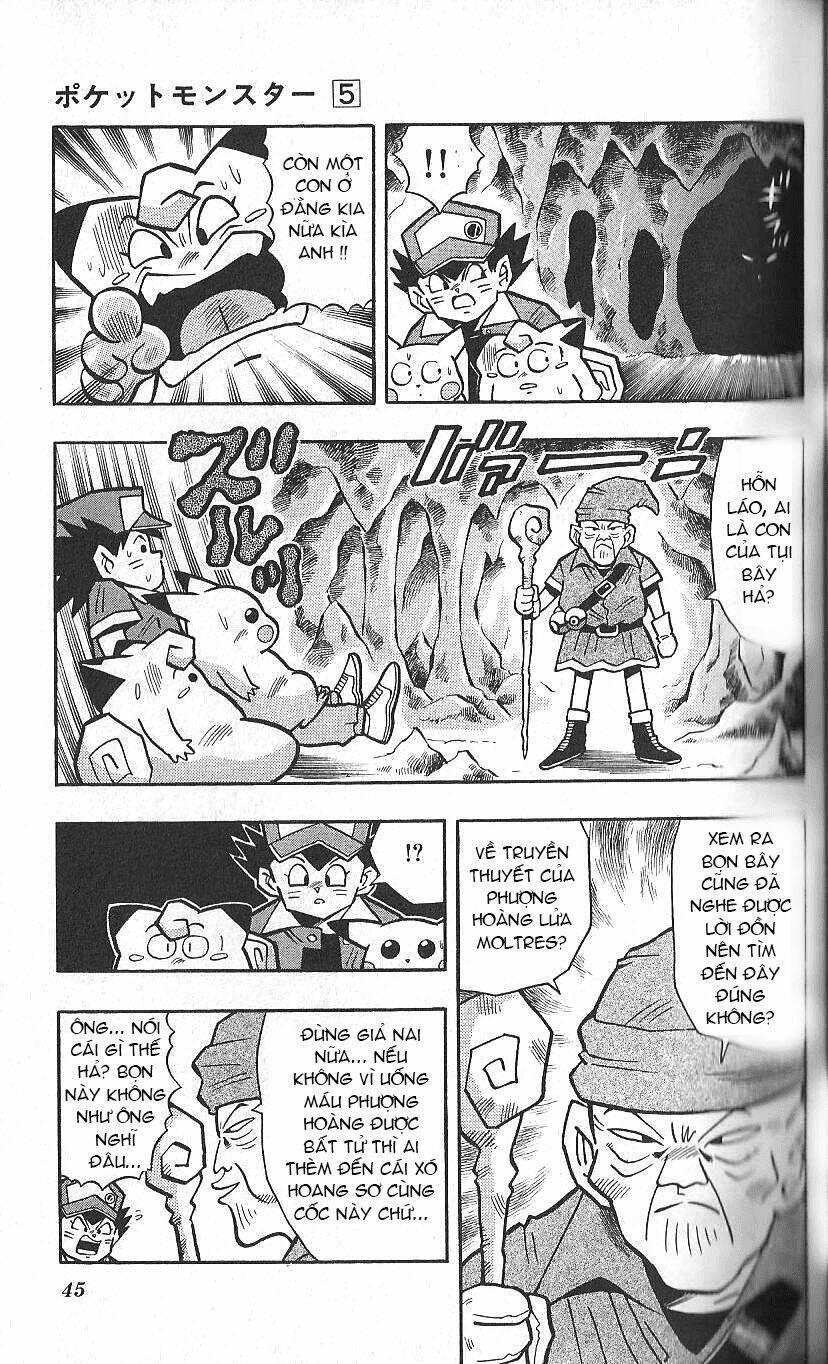 ポケットモンスター 5
!!
CÒN MỘT
CON Ở
ĐẰNG KIA
NỮA KÌA
ANH !!
HỖN
LÁO, AI
LÀ CON
CỦA TỤI
BÂY
HẢ?
ズルッ
XEM RA
BỌN BÂY
CŨNG ĐÃ
NGHE ĐƯỢC
LỜI ĐỒN
NÊN TÌM
ĐẾN ĐÂY
ĐÚNG
KHÔNG?
VỀ TRUYỀN
THUYẾT CỦA
PHƯỢNG
HOÀNG LỬA
MOLTRES?
!?
ĐỪNG GIẢ NAI
NỮA... NẾU
KHÔNG VÌ UỐNG
MÁU PHƯỢNG
HOÀNG ĐƯỢC
BẤT TỬ THÌ AI
THÈM ĐẾN CÁI XÓ
HOANG SƠ CÙNG
CỐC NÀY CHỨ...
ÔNG... NÓI
CÁI GÌ THẾ
HẢ? BỌN
NÀY KHÔNG
NHƯ ÔNG
NGHĨ
ĐÂU...
45